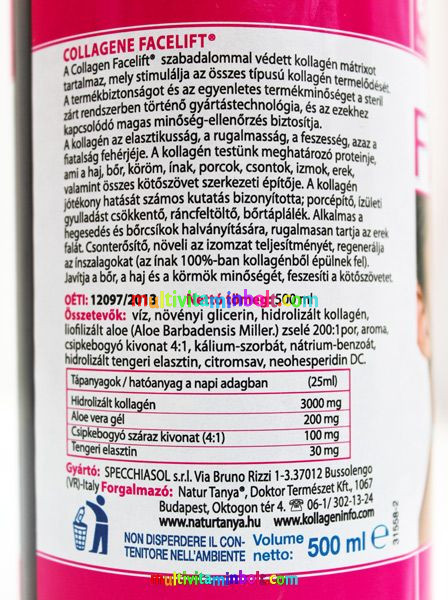 COLLAGENE FACELIFT®
A Collagen Facelift® szabadalommal védett kollagén mátrixot
tartalmaz, mely stimulálja az összes típusú kollagén termelődését.
A termékbiztonságot és az egyenletes termékminőséget a steril
zárt rendszerben történő gyártástechnológia, és az ezekhez
kapcsolódó magas minőség-ellenőrzés biztosítja.
A kollagén az elasztikusság, a rugalmasság, a feszesség, azaz a
fiatalság fehérjéje. A kollagén testünk meghatározó proteinje,
ami a haj, bőr, köröm, ínak, porcok, csontok, izmok, erek,
valamint összes kötőszövet szerkezeti építője. A kollagén
jótékony hatását számos kutatás bizonyította; porcépítő, ízületi
gyulladást csökkentő, ráncfeltöltő, bőrtáplálék. Alkalmas a
hegesedés és bőrcsíkok halványítására, rugalmasan tartja az erek
falát. Csonterősítő, növeli az izomzat teljesítményét, regenerálja
az ínszalagokat (az ínak 100%-ban kollagénből épülnek fel).
Javítja a bőr, a haj és a körmök minőségét, feszesíti a kötőszövetet.
OÉTI: 12097/2013 Nettó tömeg: 500ml
multivitaminbolt.com
Összetevők: víz, növényi glicerin, hidrolizált kollagén,
liofilizált aloe (Aloe Barbadensis Miller.) zselé 200:1 por, aroma,
csipkebogyó kivonat 4:1, kálium-szorbát, nátrium-benzoát,
hidrolizált tengeri elasztin, citromsav, neohesperidin DC.
Tápanyagok / hatóanyag a napi adagban (25ml)
Hidrolizált kollagén 3000 mg
Aloe vera gél 200 mg
Csipkebogyó száraz kivonat (4:1) 100 mg
Tengeri elasztin 30 mg
Gyártó: SPECCHIASOL s.r.l. Via Bruno Rizzi 1-3.37012 Bussolengo
(VR)-Italy Forgalmazó: Natur Tanya®, Doktor Természet Kft., 1067
Budapest, Oktogon tér 4. ☎ 06-1/ 302-13-24
www.naturtanya.hu www.kollageninfo.com
31558-2
NON DISPERDERE IL CON-
TENITORE NELL'AMBIENTE
Volume
netto: 500 ml e
multivitaminbolt.com
F